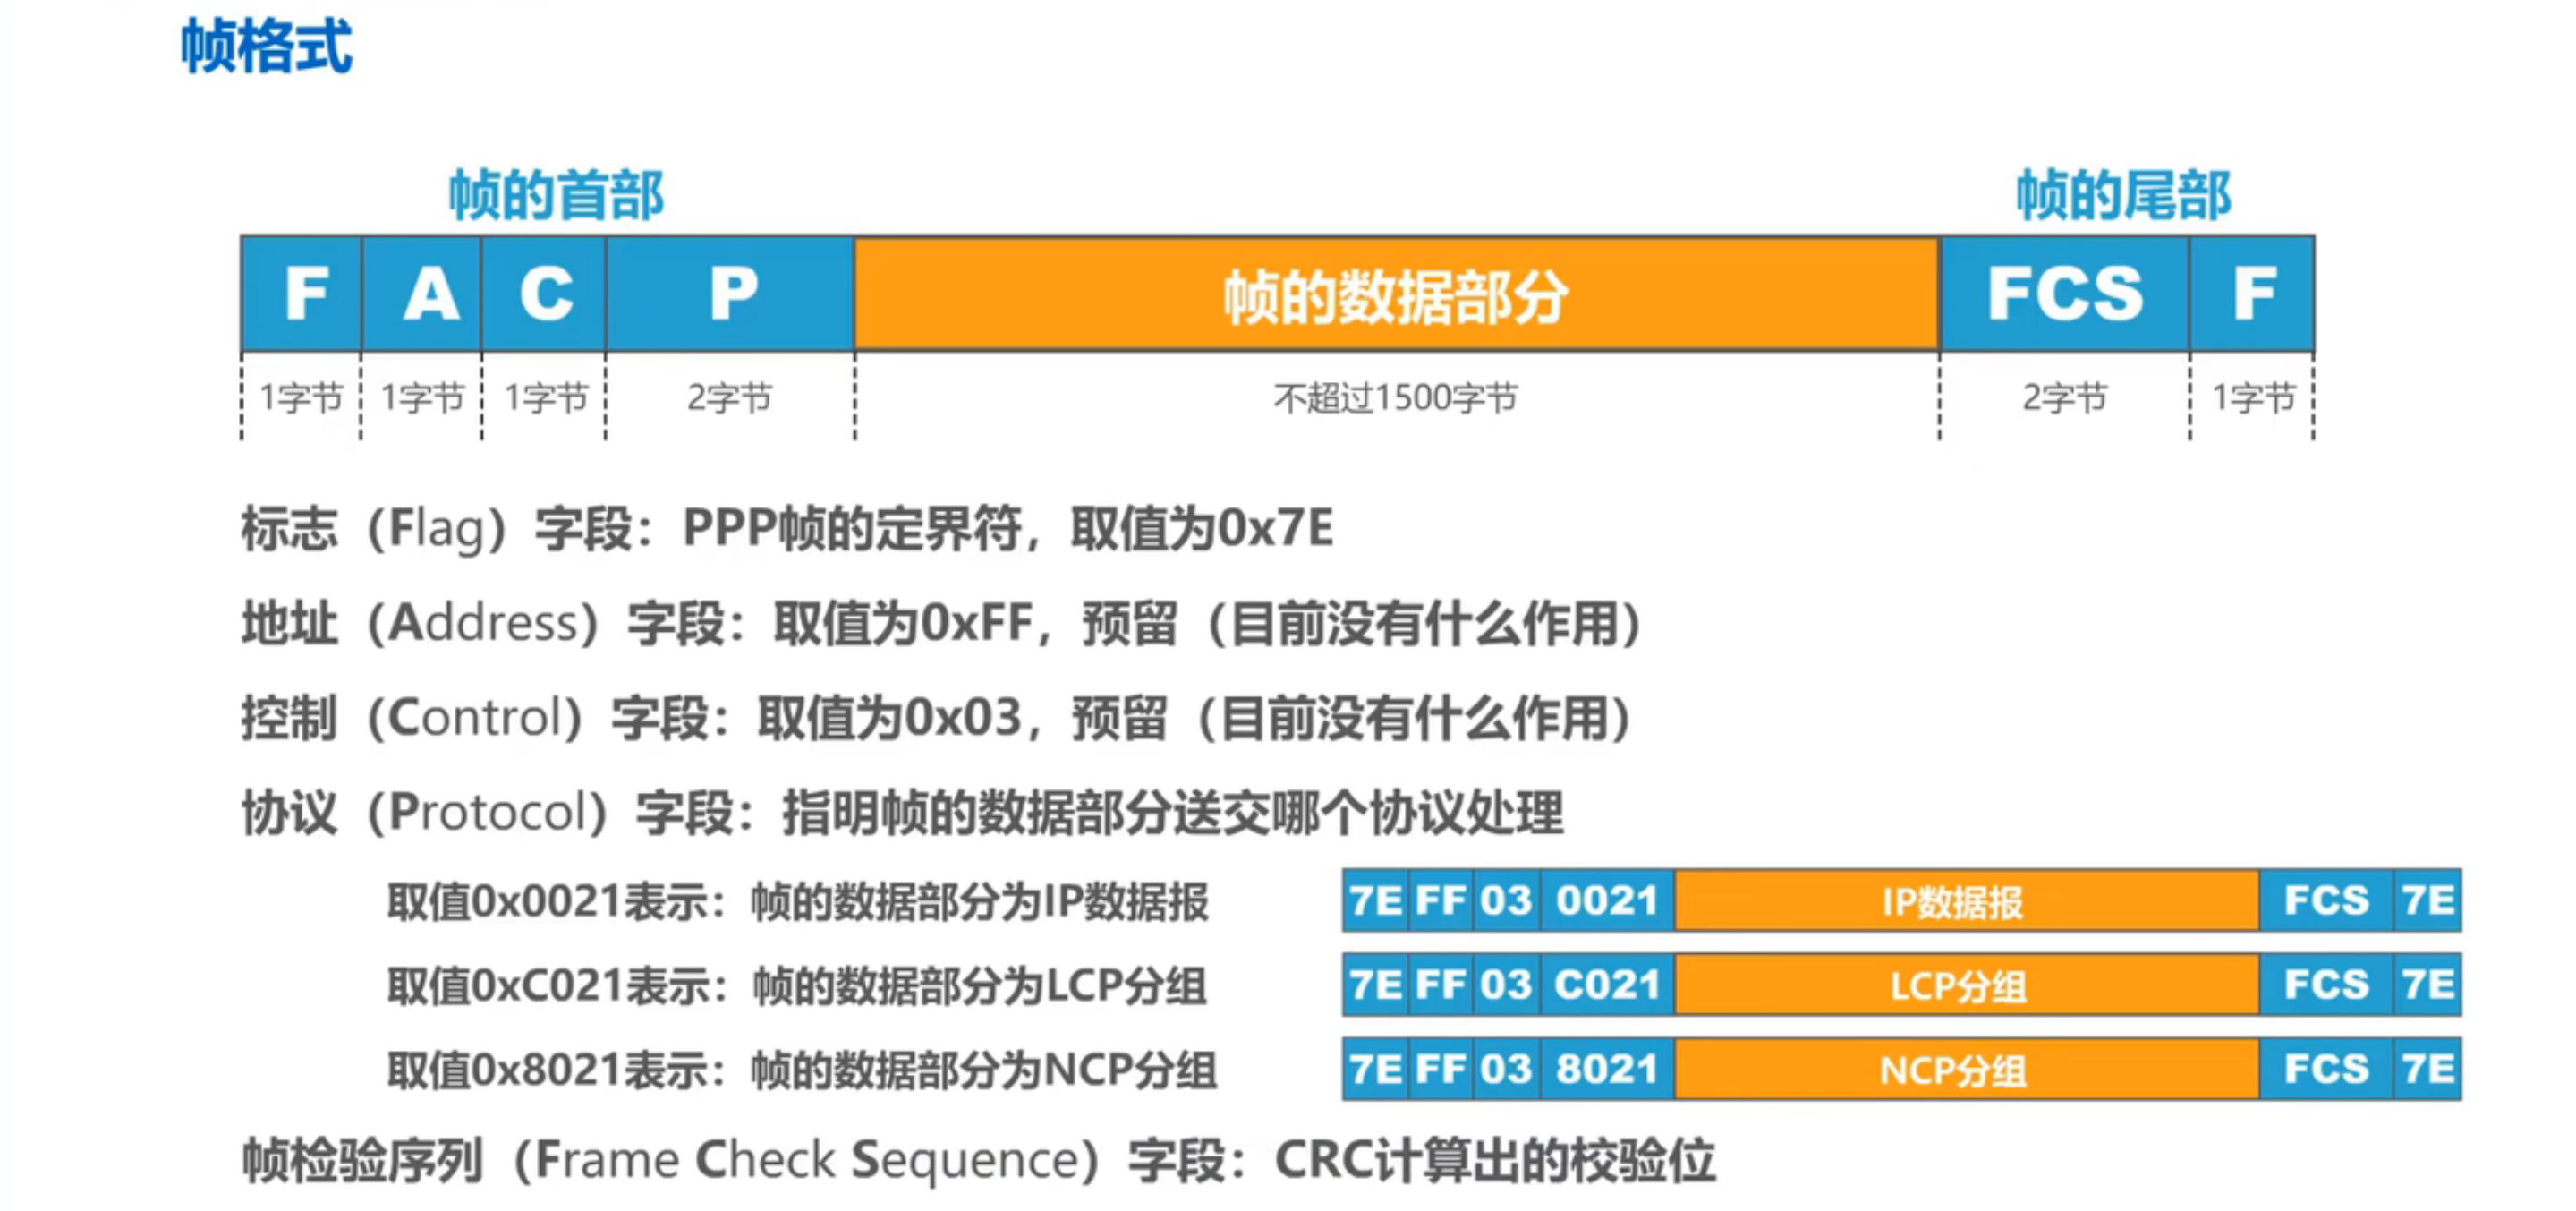 帧格式
帧的首部 帧的尾部
F A C P 帧的数据部分 FCS F
1字节 1字节 1字节 2字节 不超过1500字节 2字节 1字节
标志（Flag）字段：PPP帧的定界符，取值为0x7E
地址（Address）字段：取值为0xFF，预留（目前没有什么作用）
控制（Control）字段：取值为0x03，预留（目前没有什么作用）
协议（Protocol）字段：指明帧的数据部分送交哪个协议处理
取值0x0021表示：帧的数据部分为IP数据报 7E FF 03 0021 IP数据报 FCS 7E
取值0xC021表示：帧的数据部分为LCP分组 7E FF 03 C021 LCP分组 FCS 7E
取值0x8021表示：帧的数据部分为NCP分组 7E FF 03 8021 NCP分组 FCS 7E
帧检验序列（Frame Check Sequence）字段：CRC计算出的校验位